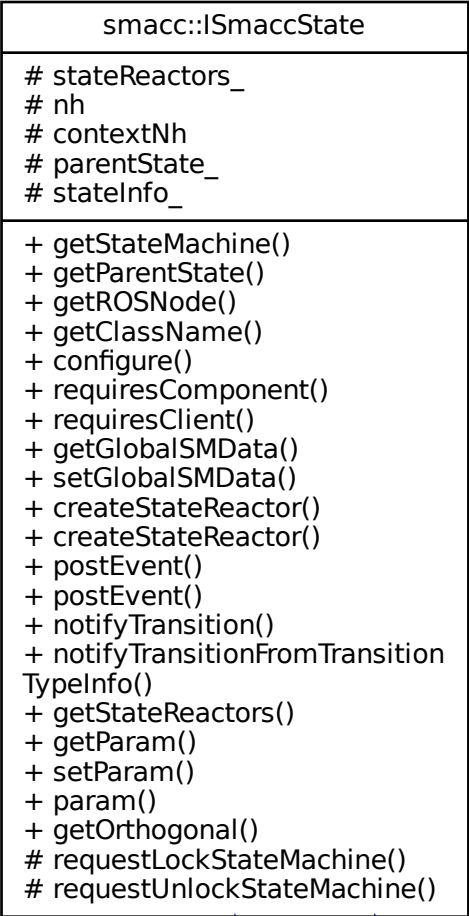 smacc::ISmaccState
# stateReactors_
# nh
# contextNh
# parentState_
# stateInfo_
+ getStateMachine()
+ getParentState()
+ getROSNode()
+ getClassName()
+ configure()
+ requiresComponent()
+ requiresClient()
+ getGlobalSMData()
+ setGlobalSMData()
+ createStateReactor()
+ createStateReactor()
+ postEvent()
+ postEvent()
+ notifyTransition()
+ notifyTransitionFromTransition
TypeInfo()
+ getStateReactors()
+ getParam()
+ setParam()
+ param()
+ getOrthogonal()
# requestLockStateMachine()
# requestUnlockStateMachine()